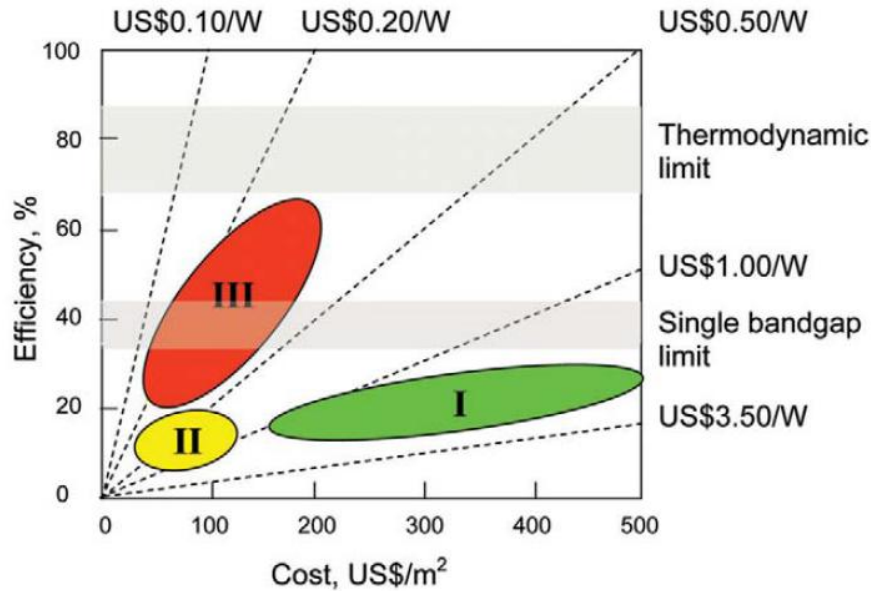 US$0.10/W US$0.20/W US$0.50/W
100
80
60
40
20
0
Efficiency, %
Thermodynamic
limit
US$1.00/W
Single bandgap
limit
US$3.50/W
III
II
I
0 100 200 300 400 500
Cost, US$/m²